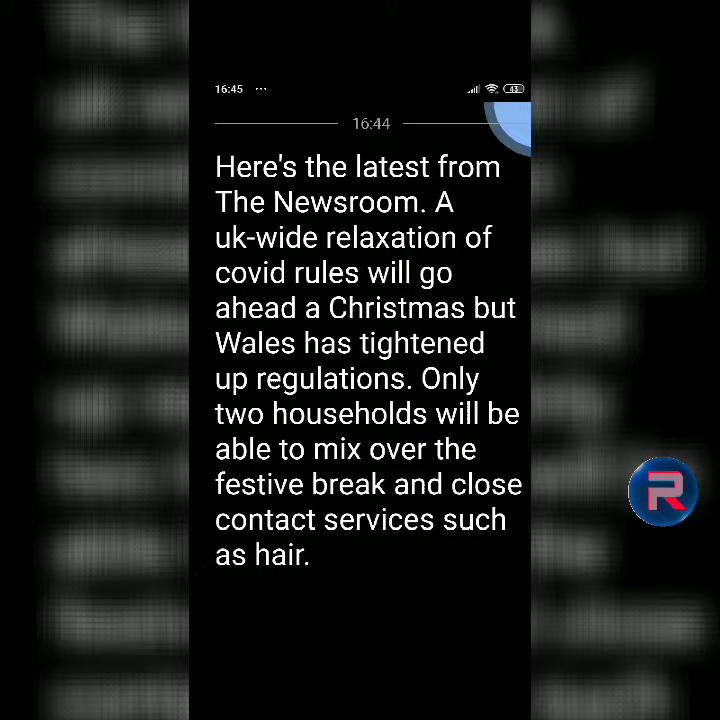 16:45 ...
43
16:44
Here's the latest from
The Newsroom. A
uk-wide relaxation of
covid rules will go
ahead a Christmas but
Wales has tightened
up regulations. Only
two households will be
able to mix over the
festive break and close
contact services such
as hair.
R